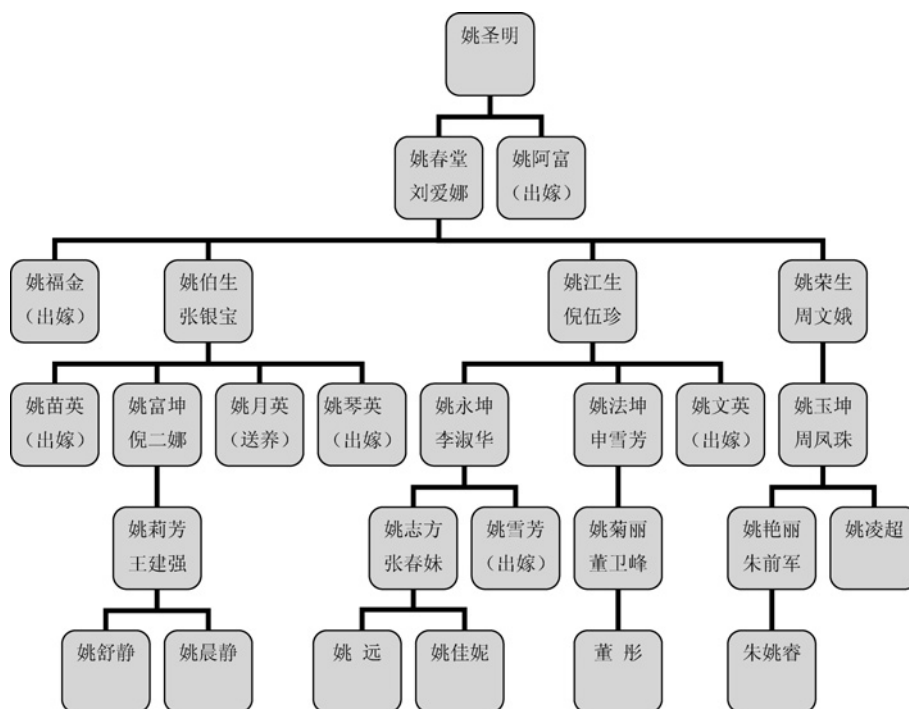 姚圣明
姚春堂
刘爱娜
姚阿富
（出嫁）
姚福金
（出嫁）
姚伯生
张银宝
姚江生
倪伍珍
姚荣生
周文娥
姚苗英
（出嫁）
姚富坤
倪二娜
姚月英
（送养）
姚琴英
（出嫁）
姚永坤
李淑华
姚法坤
申雪芳
姚文英
（出嫁）
姚玉坤
周凤珠
姚莉芳
王建强
姚志方
张春妹
姚雪芳
（出嫁）
姚菊丽
董卫峰
姚艳丽
朱前军
姚凌超
姚舒静
姚晨静
姚 远
姚佳妮
董 彤
朱姚睿